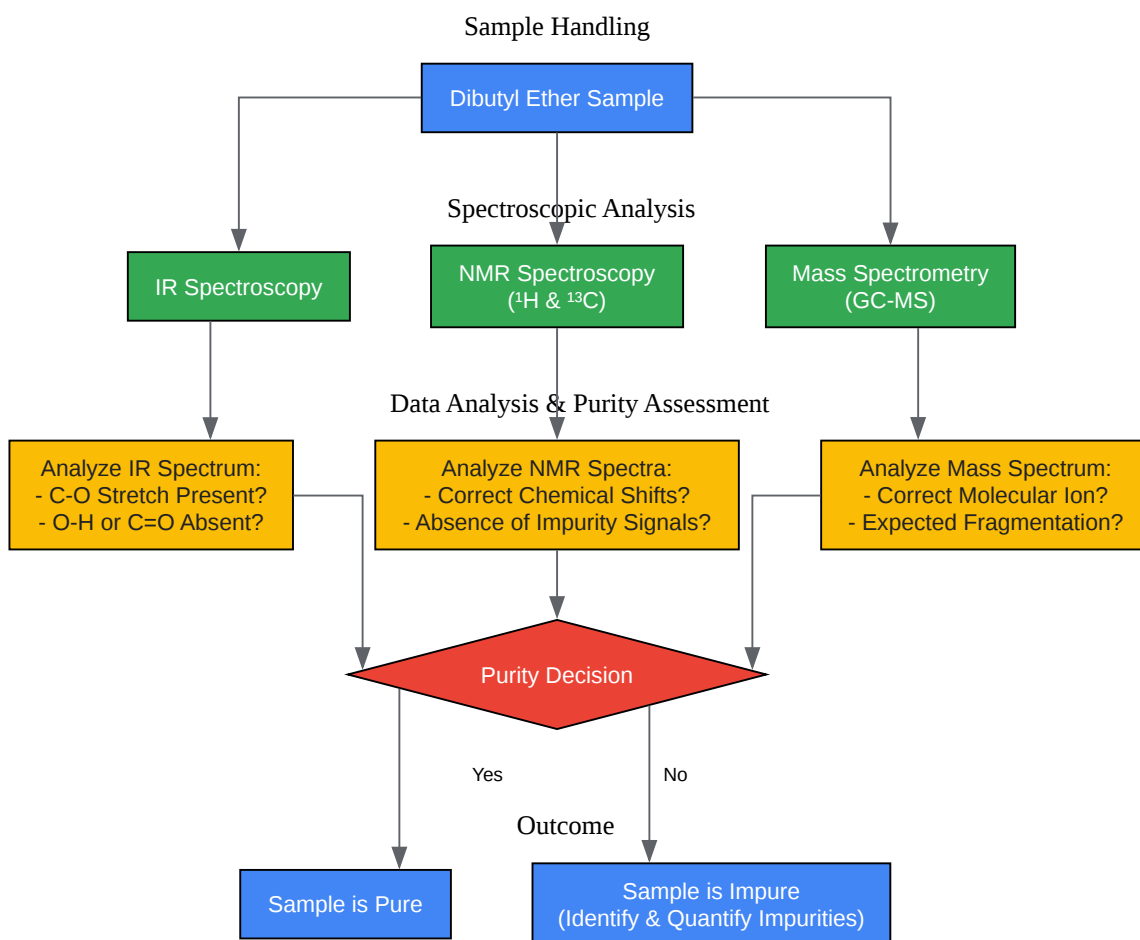 Sample Handling
Dibutyl Ether Sample
Spectroscopic Analysis
IR Spectroscopy
NMR Spectroscopy
(¹H & ¹³C)
Mass Spectrometry
(GC-MS)
Data Analysis & Purity Assessment
Analyze IR Spectrum:
- C-O Stretch Present?
- O-H or C=O Absent?
Analyze NMR Spectra:
- Correct Chemical Shifts?
- Absence of Impurity Signals?
Analyze Mass Spectrum:
- Correct Molecular Ion?
- Expected Fragmentation?
Purity Decision
Yes
No
Outcome
Sample is Pure
Sample is Impure
(Identify & Quantify Impurities)